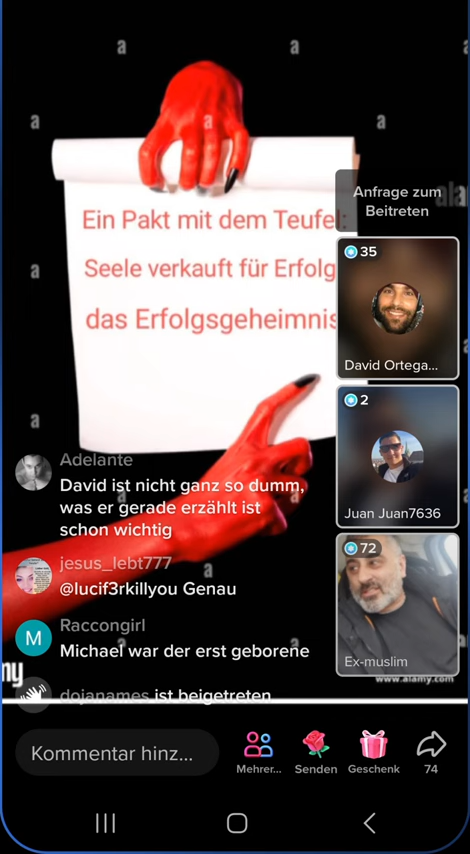 a
a
a
a
a
Ein Pakt mit dem Teufel:
Seele verkauft für Erfolg
das Erfolgsgeheimnis
a
Anfrage zum
Beitreten
35
David Ortega...
2
Juan Juan7636
72
Ex-muslim
a
Adelante
David ist nicht ganz so dumm,
was er gerade erzählt ist
schon wichtig
a
jesus_lebt777
@lucif3rkillyou Genau
M
Raccongirl
Michael war der erst geborene
my
www.alamy.com
dojanames ist beigetreten
Kommentar hinz...
Mehrer...
Senden
Geschenk
74